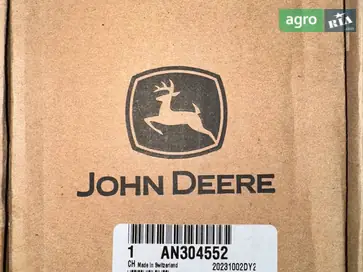 agro RIA
JOHN DEERE
1 AN304552
CH Made in Switzerland 20231002DY2